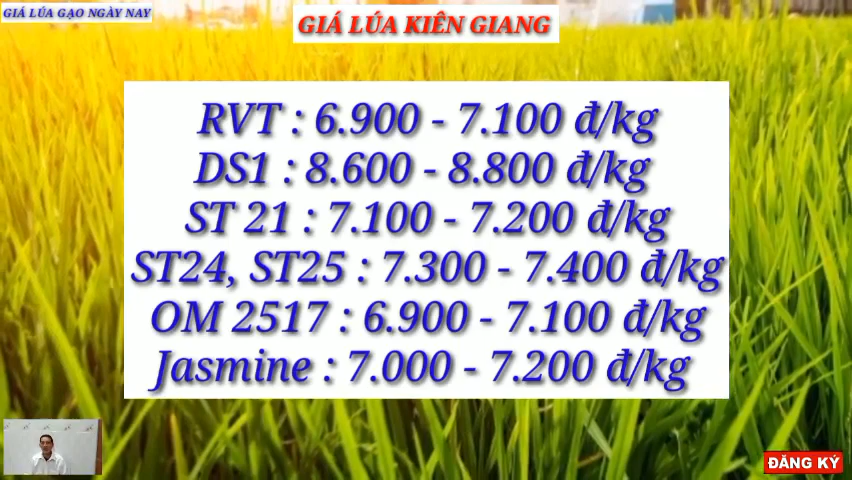 GIÁ LÚA GẠO NGÀY NAY
GIÁ LÚA KIÊN GIANG
RVT : 6.900 - 7.100 đ/kg
DS1 : 8.600 - 8.800 đ/kg
ST 21 : 7.100 - 7.200 đ/kg
ST24, ST25 : 7.300 - 7.400 đ/kg
OM 2517 : 6.900 - 7.100 đ/kg
Jasmine : 7.000 - 7.200 đ/kg
ĐĂNG KÝ